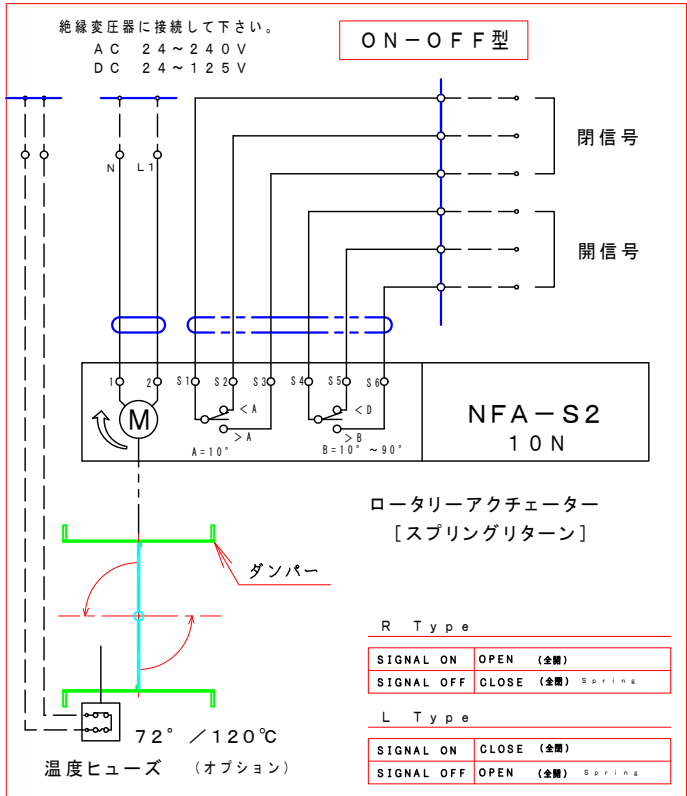 絶縁変圧器に接続して下さい。
AC 24~240V
DC 24~125V
ON-OFF型
閉信号
開信号
N L1
1 2 S1 S2 S3 S4 S5 S6
M
<A
>A
A=10°
<D
>B
B=10°~90°
NFA-S2
10N
ロータリーアクチェーター
[スプリングリターン]
ダンパー
R Type
SIGNAL ON OPEN (全開)
SIGNAL OFF CLOSE (全閉) Spring
L Type
SIGNAL ON CLOSE (全閉)
SIGNAL OFF OPEN (全開) Spring
72°/120℃
温度ヒューズ (オプション)